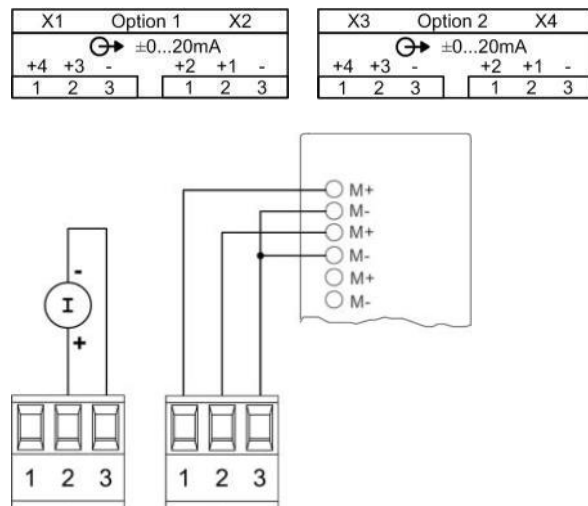 X1 Option 1 X2
±0...20mA
+4 +3 - +2 +1 -
1 2 3 1 2 3
X3 Option 2 X4
±0...20mA
+4 +3 - +2 +1 -
1 2 3 1 2 3
M+
M-
M+
M-
M+
M-
-
I
+
1 2 3
1 2 3